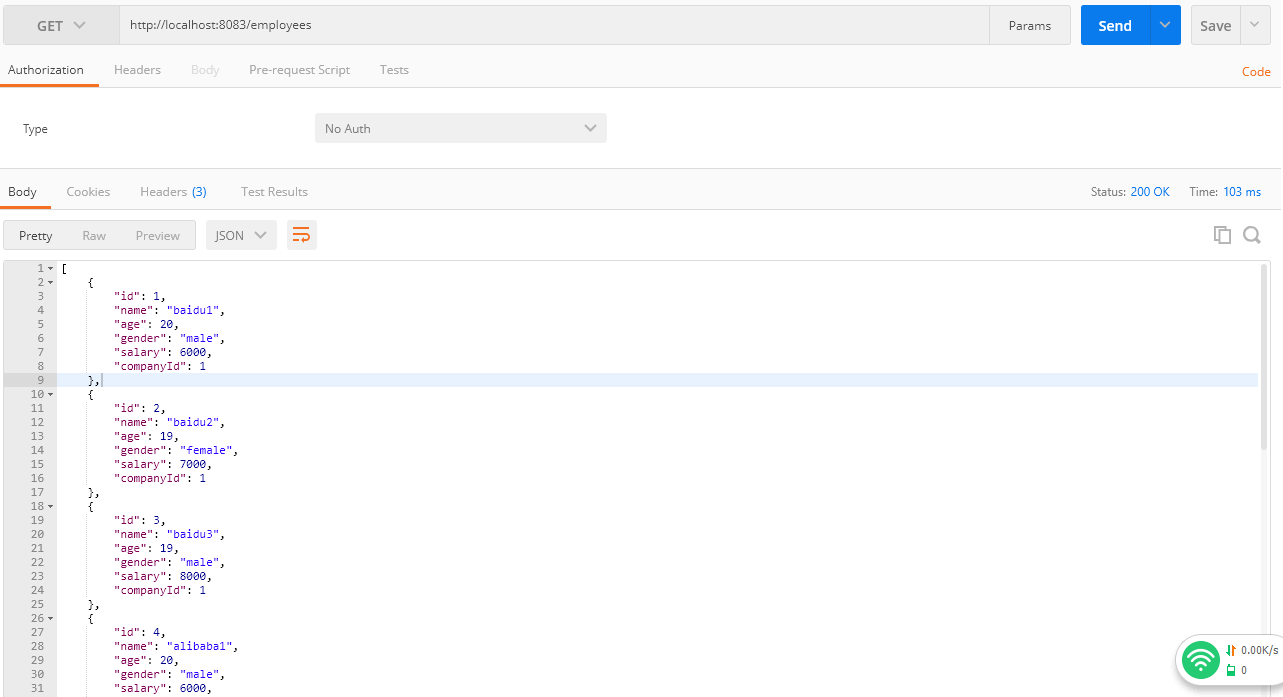 GET http://localhost:8083/employees Params Send Save
Authorization Headers Body Pre-request Script Tests Code
Type No Auth
Body Cookies Headers (3) Test Results Status: 200 OK Time: 103 ms
Pretty Raw Preview JSON
1 [
2 {
3 "id": 1,
4 "name": "baidu1",
5 "age": 20,
6 "gender": "male",
7 "salary": 6000,
8 "companyId": 1
9 },
10 {
11 "id": 2,
12 "name": "baidu2",
13 "age": 19,
14 "gender": "female",
15 "salary": 7000,
16 "companyId": 1
17 },
18 {
19 "id": 3,
20 "name": "baidu3",
21 "age": 19,
22 "gender": "male",
23 "salary": 8000,
24 "companyId": 1
25 },
26 {
27 "id": 4,
28 "name": "alibaba1",
29 "age": 20,
30 "gender": "male",
31 "salary": 6000,
0.00K/s
0